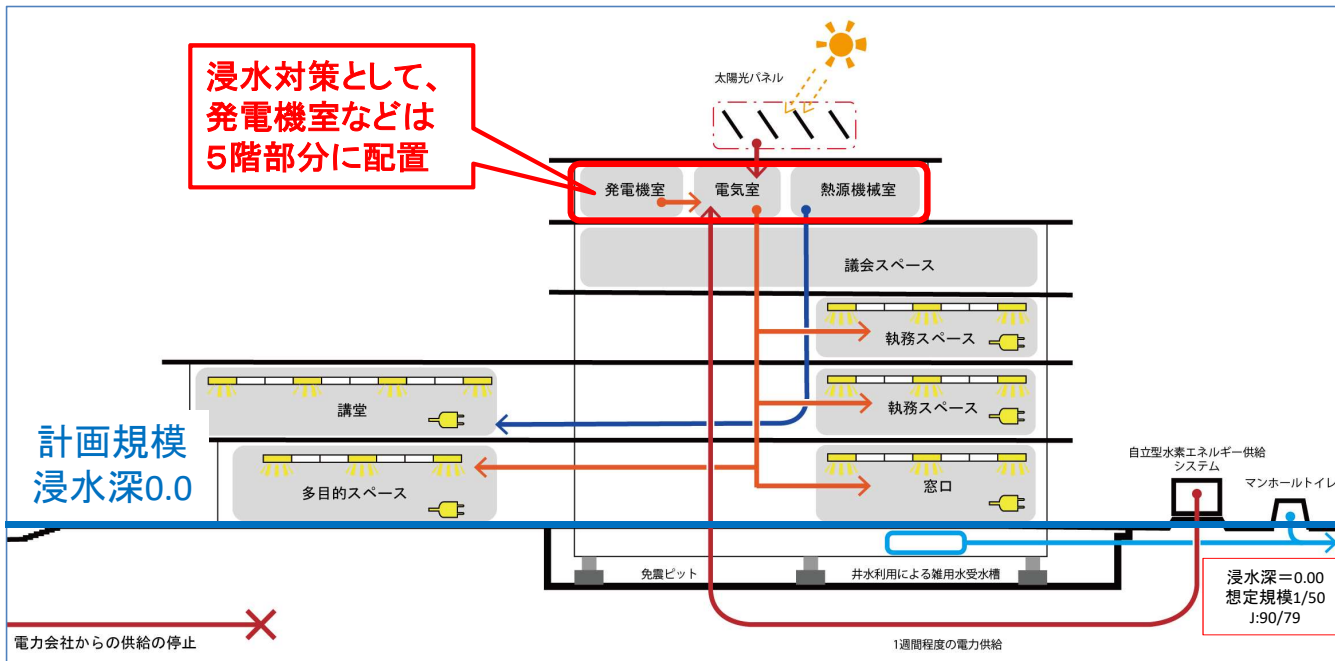 浸水対策として、
発電機室などは
5階部分に配置
太陽光パネル
発電機室
電気室
熱源機械室
議会スペース
執務スペース
講堂
執務スペース
計画規模
浸水深0.0
多目的スペース
窓口
自立型水素エネルギー供給
システム
マンホールトイレ
免震ピット
井水利用による雑用水受水槽
浸水深＝0.00
想定規模1/50
J:90/79
電力会社からの供給の停止
1週間程度の電力供給